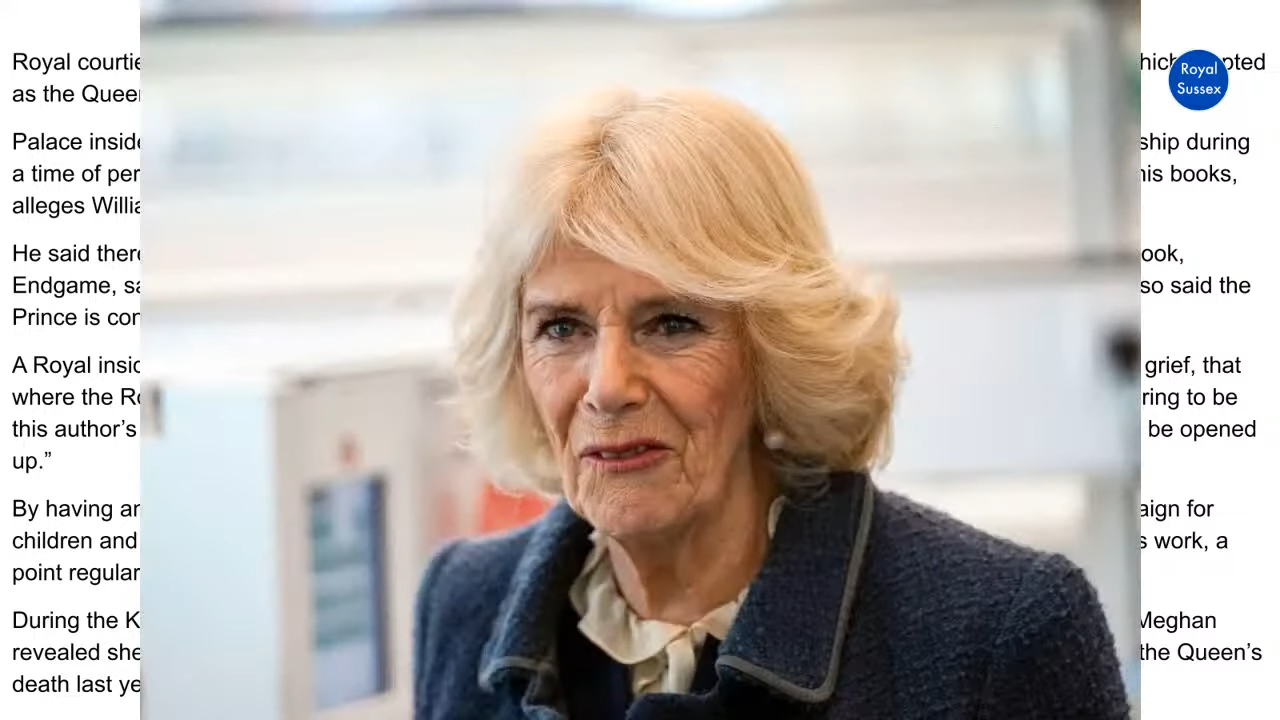 Royal courtie
as the Queen
Palace inside ship during
a time of per his books,
alleges Willia
He said there ook,
Endgame, sa so said the
Prince is con
A Royal insid grief, that
where the Ro ring to be
this author's be opened
up.”
By having an aign for
children and s work, a
point regular
During the K Meghan
revealed she the Queen's
death last ye
Royal
Sussex